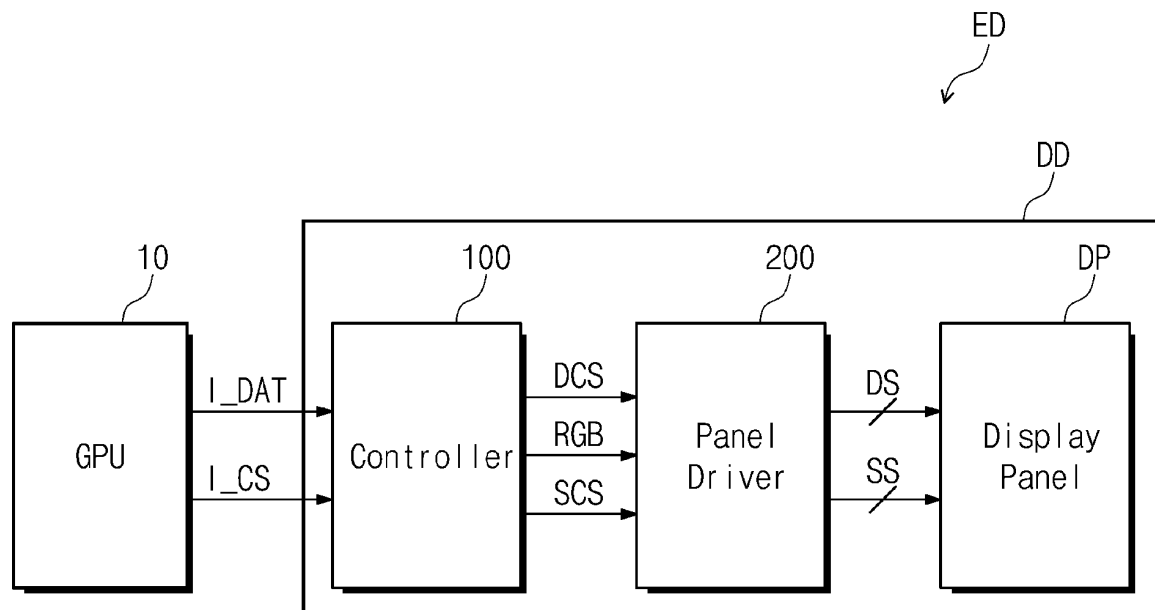 ED
DD
10
100
200
DP
I_DAT
I_CS
GPU
Controller
DCS
RGB
SCS
Panel
Driver
DS
SS
Display
Panel